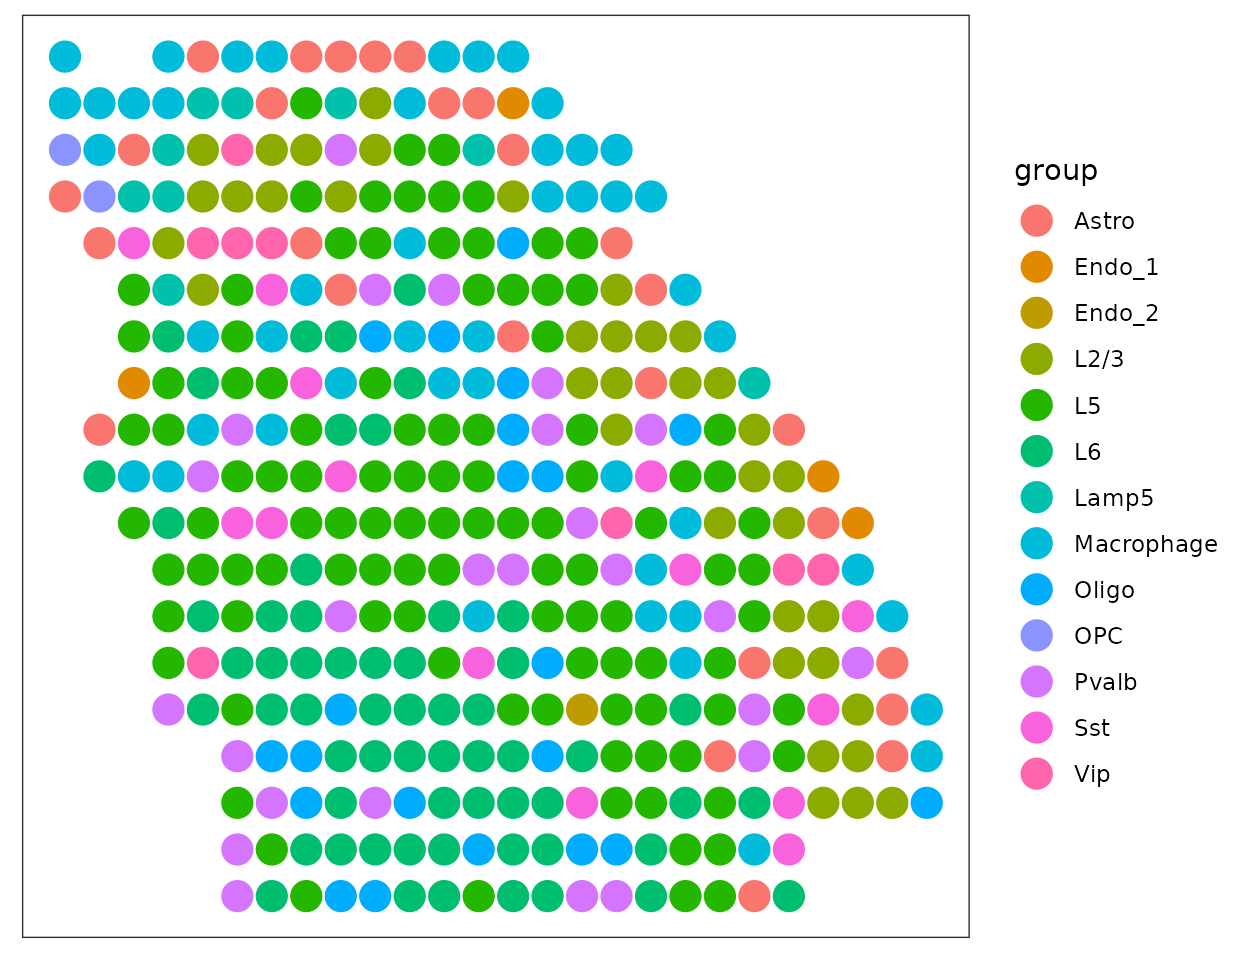 group
Astro
Endo_1
Endo_2
L2/3
L5
L6
Lamp5
Macrophage
Oligo
OPC
Pvalb
Sst
Vip